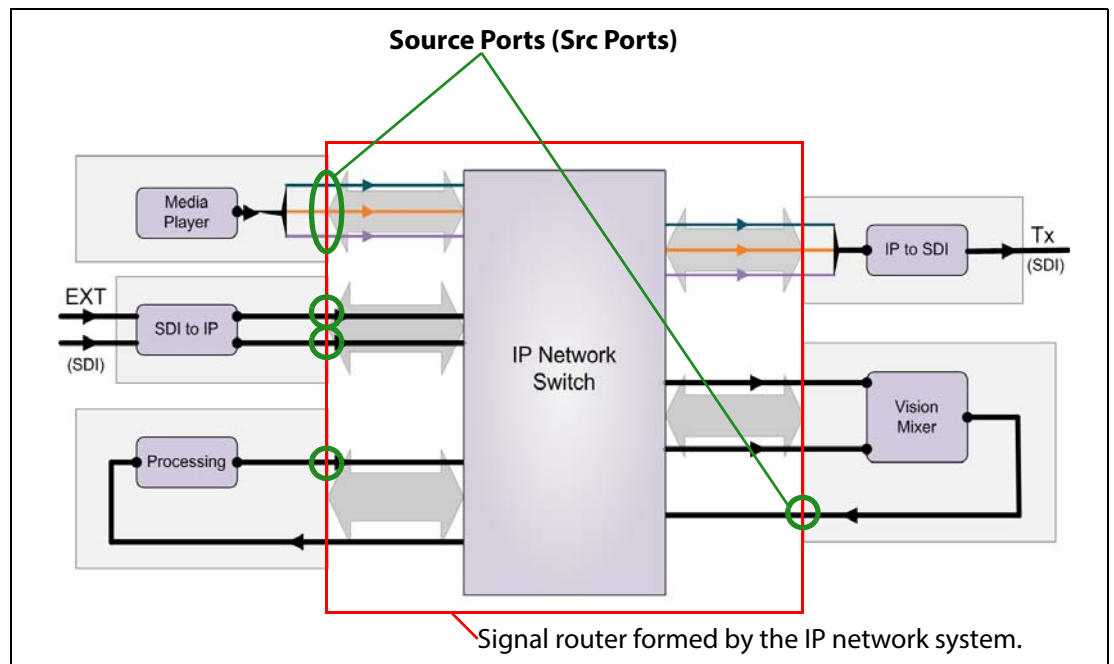 Source Ports (Src Ports)
Media
Player
EXT
(SDI)
SDI to IP
Processing
IP Network
Switch
IP to SDI
Tx
(SDI)
Vision
Mixer
Signal router formed by the IP network system.